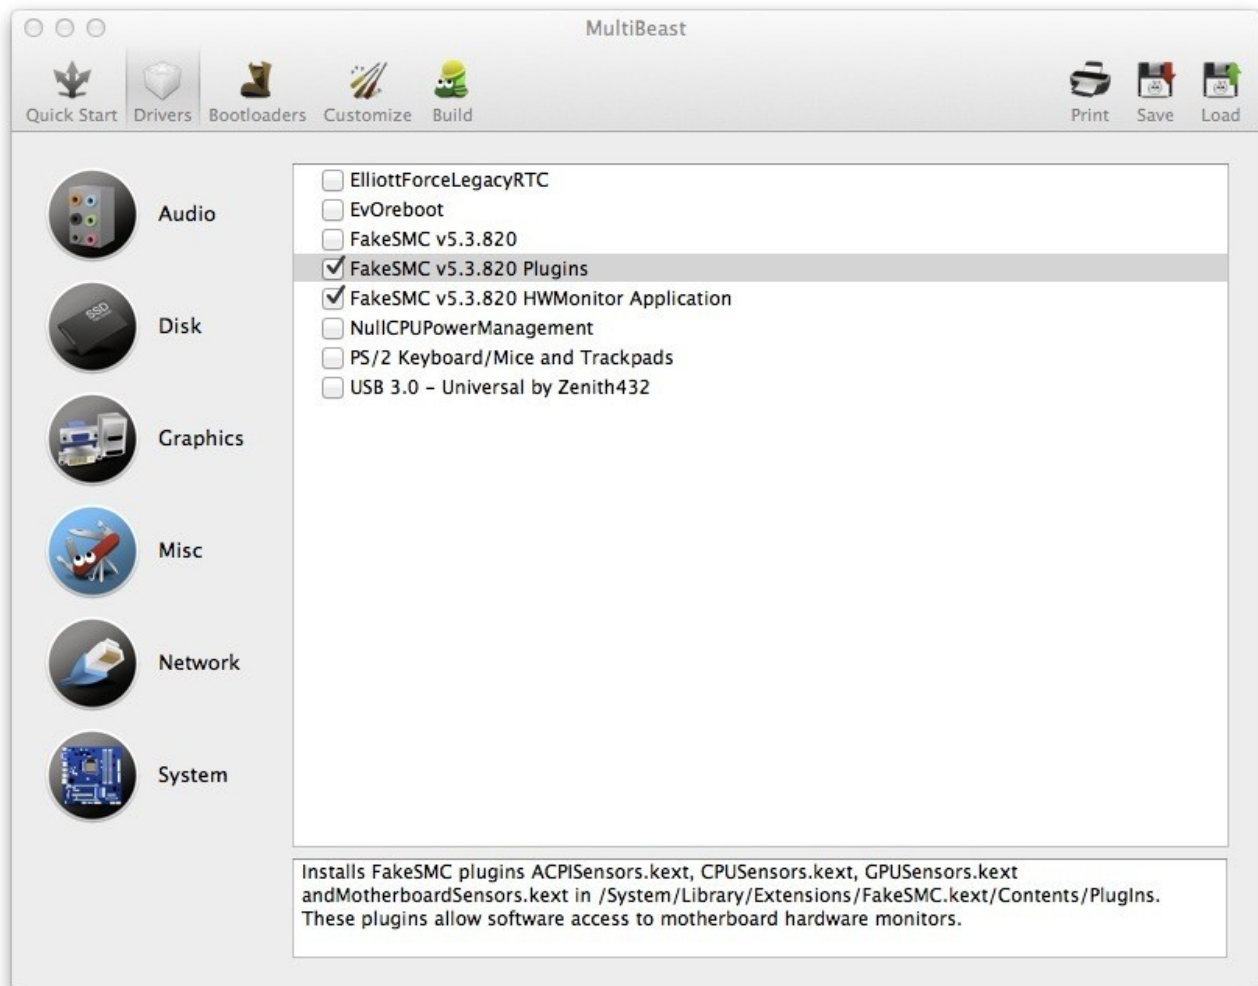 MultiBeast
Quick Start Drivers Bootloaders Customize Build Print Save Load
Audio
Disk
SSD
Graphics
Misc
Network
System
ElliottForceLegacyRTC
EvOreboot
FakeSMC v5.3.820
FakeSMC v5.3.820 Plugins
FakeSMC v5.3.820 HWMonitor Application
NullCPUPowerManagement
PS/2 Keyboard/Mice and Trackpads
USB 3.0 - Universal by Zenith432
Installs FakeSMC plugins ACPISensors.kext, CPUSensors.kext, GPUSensors.kext
andMotherboardSensors.kext in /System/Library/Extensions/FakeSMC.kext/Contents/PlugIns.
These plugins allow software access to motherboard hardware monitors.